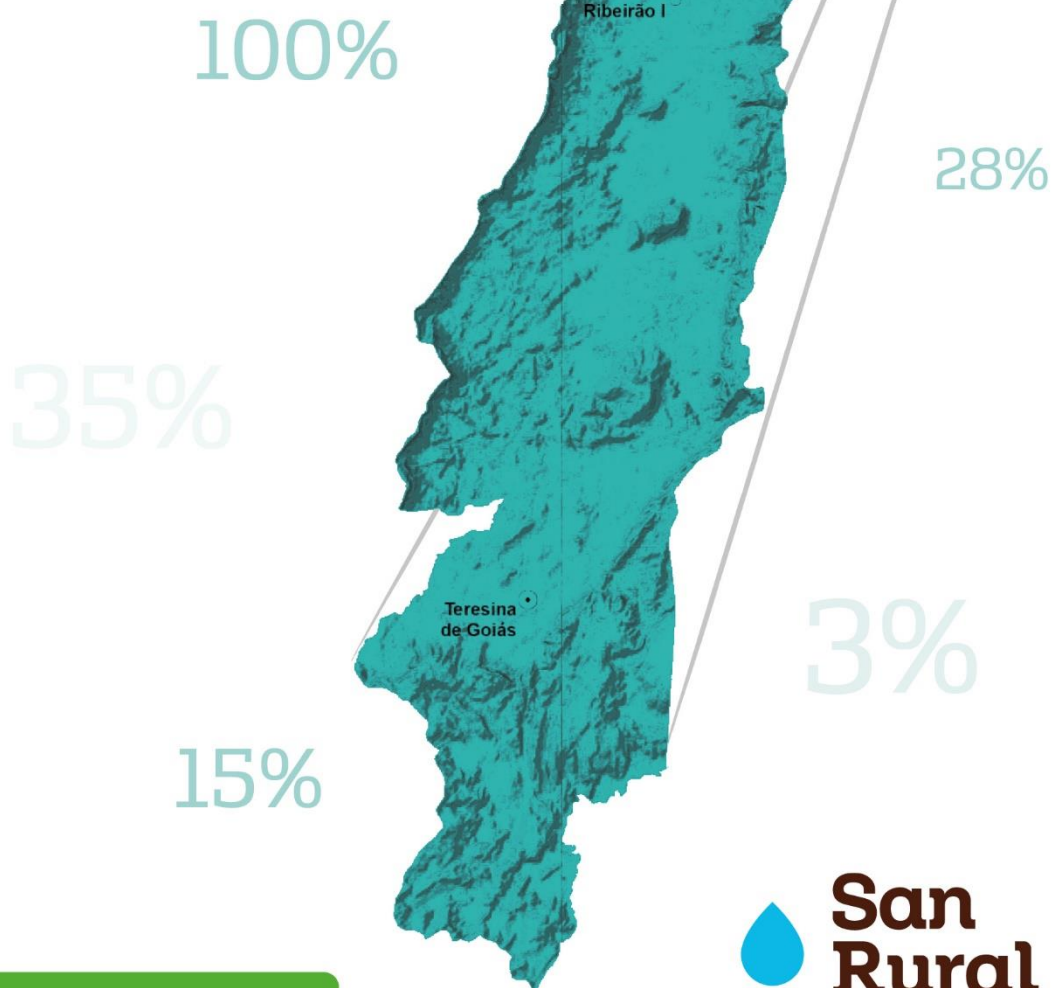 Ribeirão I
100%
28%
35%
Teresina
de Goiás
3%
15%
San
Rural